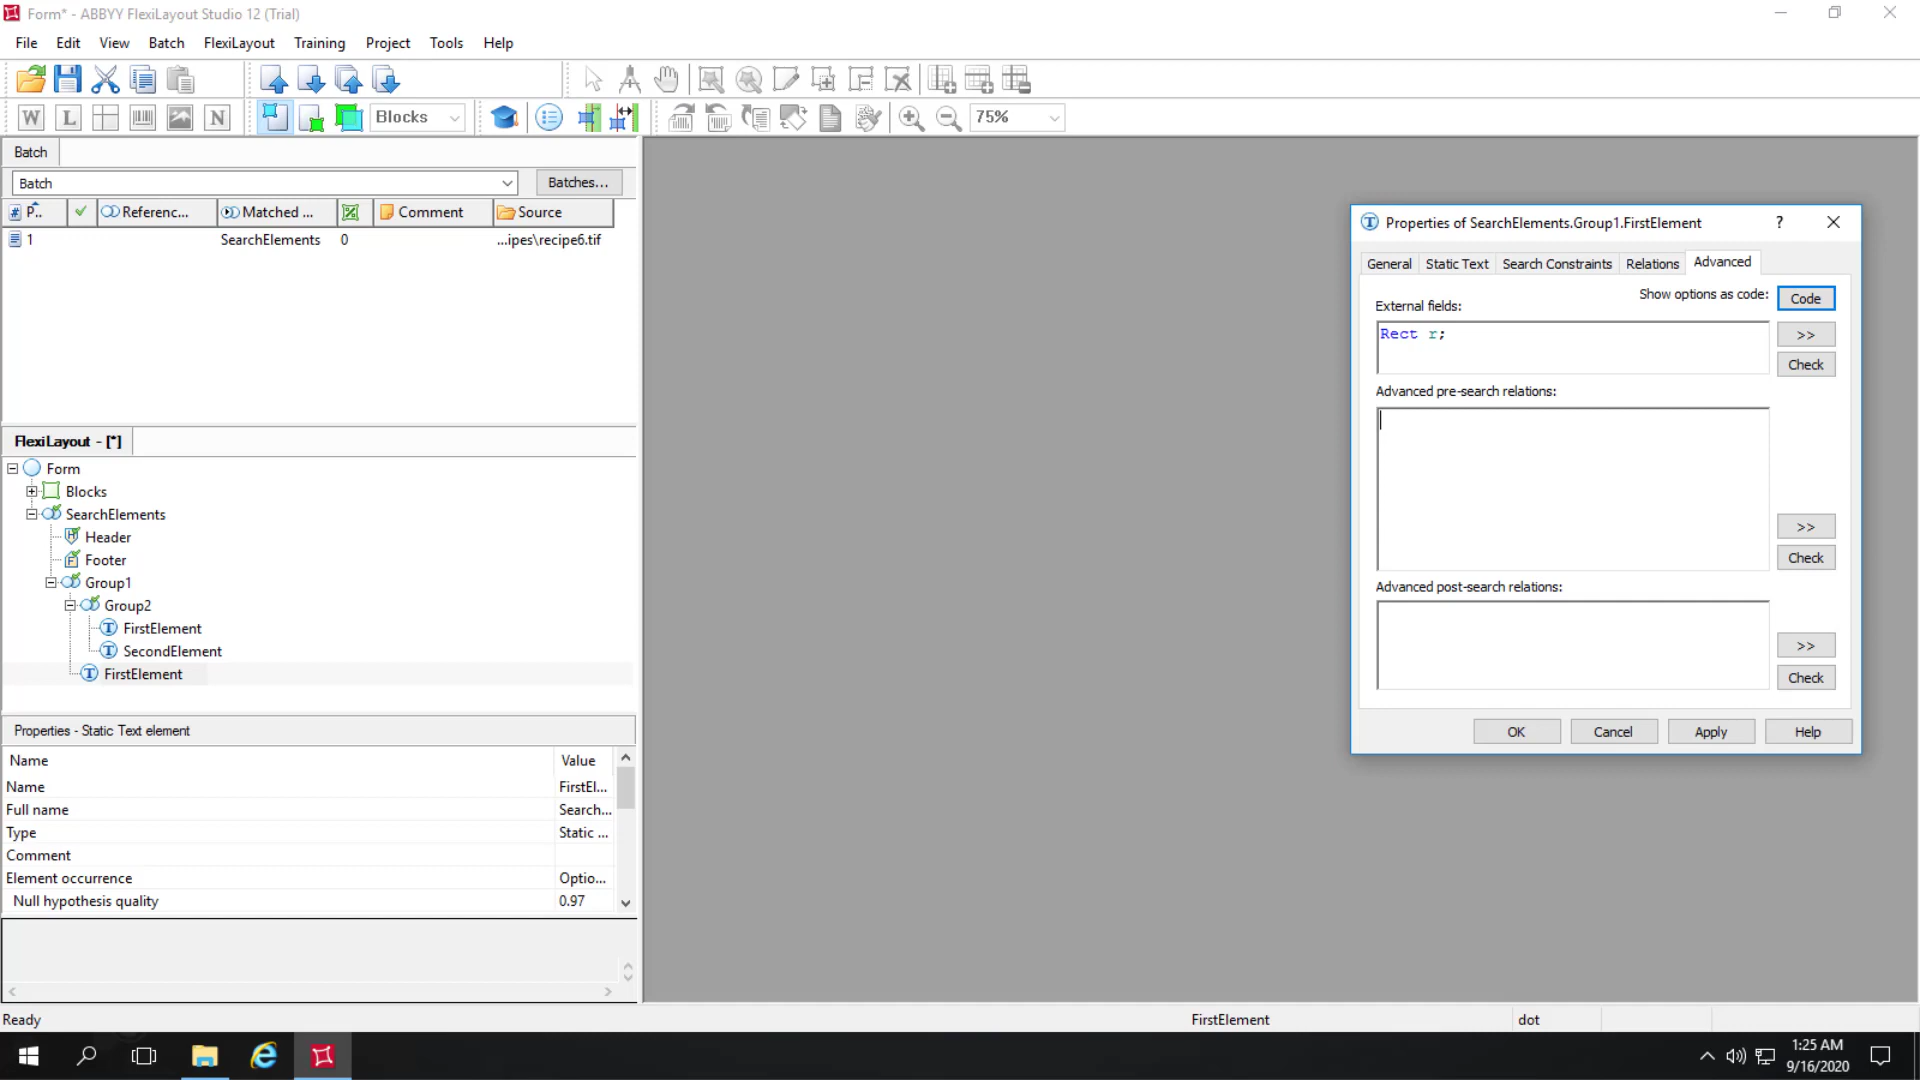 Form* - ABBYY FlexiLayout Studio 12 (Trial)
File Edit View Batch FlexiLayout Training Project Tools Help
W L N Blocks 75%
Batch
Batch Batches...
# P.. Referenc... Matched ... Comment Source
1 SearchElements 0 ...ipes\recipe6.tif
FlexiLayout - [*]
Form
Blocks
SearchElements
Header
Footer
Group1
Group2
FirstElement
SecondElement
FirstElement
Properties - Static Text element
Name Value
Name FirstEl...
Full name Search...
Type Static ...
Comment
Element occurrence Optio...
Null hypothesis quality 0.97
Properties of SearchElements.Group1.FirstElement ?
General Static Text Search Constraints Relations Advanced
Show options as code: Code
External fields:
Rect r; >>
Check
Advanced pre-search relations:
>>
Check
Advanced post-search relations:
>>
Check
OK Cancel Apply Help
Ready FirstElement dot
1:25 AM
9/16/2020